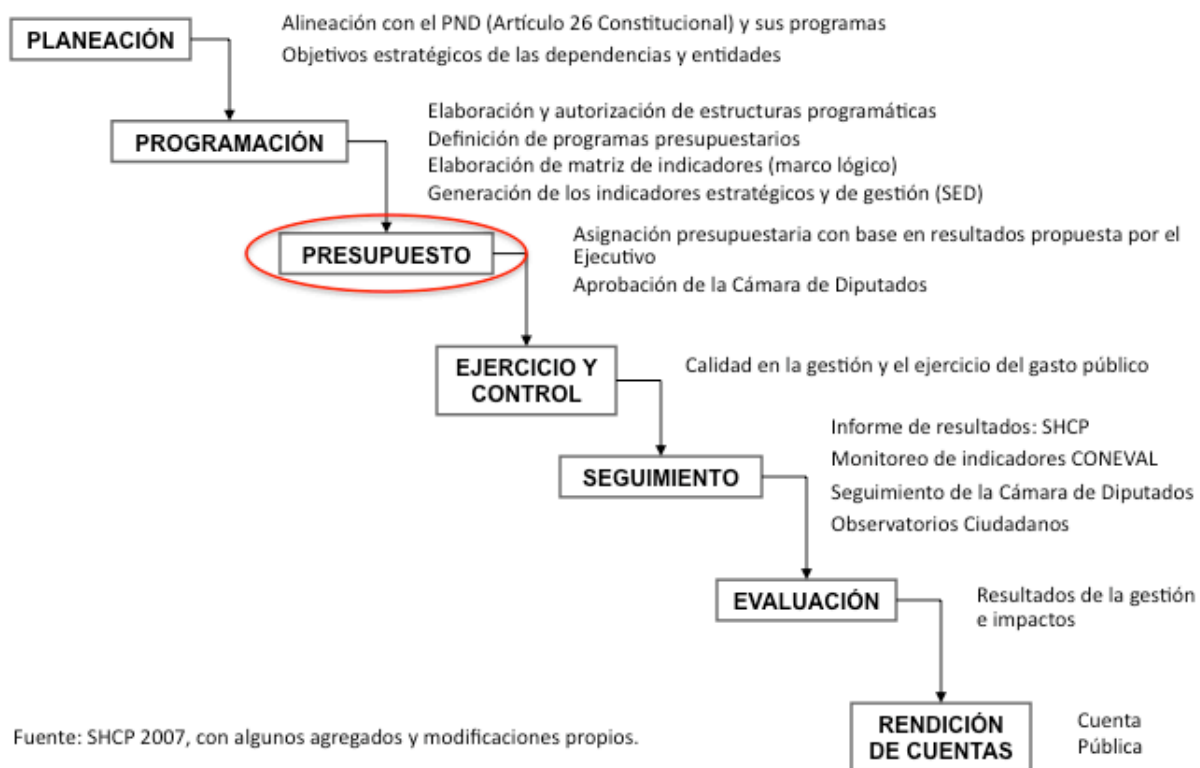 PLANEACIÓN
Alineación con el PND (Artículo 26 Constitucional) y sus programas
Objetivos estratégicos de las dependencias y entidades
PROGRAMACIÓN
Elaboración y autorización de estructuras programáticas
Definición de programas presupuestarios
Elaboración de matriz de indicadores (marco lógico)
Generación de los indicadores estratégicos y de gestión (SED)
PRESUPUESTO
Asignación presupuestaria con base en resultados propuesta por el
Ejecutivo
Aprobación de la Cámara de Diputados
EJERCICIO Y
CONTROL
Calidad en la gestión y el ejercicio del gasto público
SEGUIMIENTO
Informe de resultados: SHCP
Monitoreo de indicadores CONEVAL
Seguimiento de la Cámara de Diputados
Observatorios Ciudadanos
EVALUACIÓN
Resultados de la gestión
e impactos
RENDICIÓN
DE CUENTAS
Cuenta
Pública
Fuente: SHCP 2007, con algunos agregados y modificaciones propios.